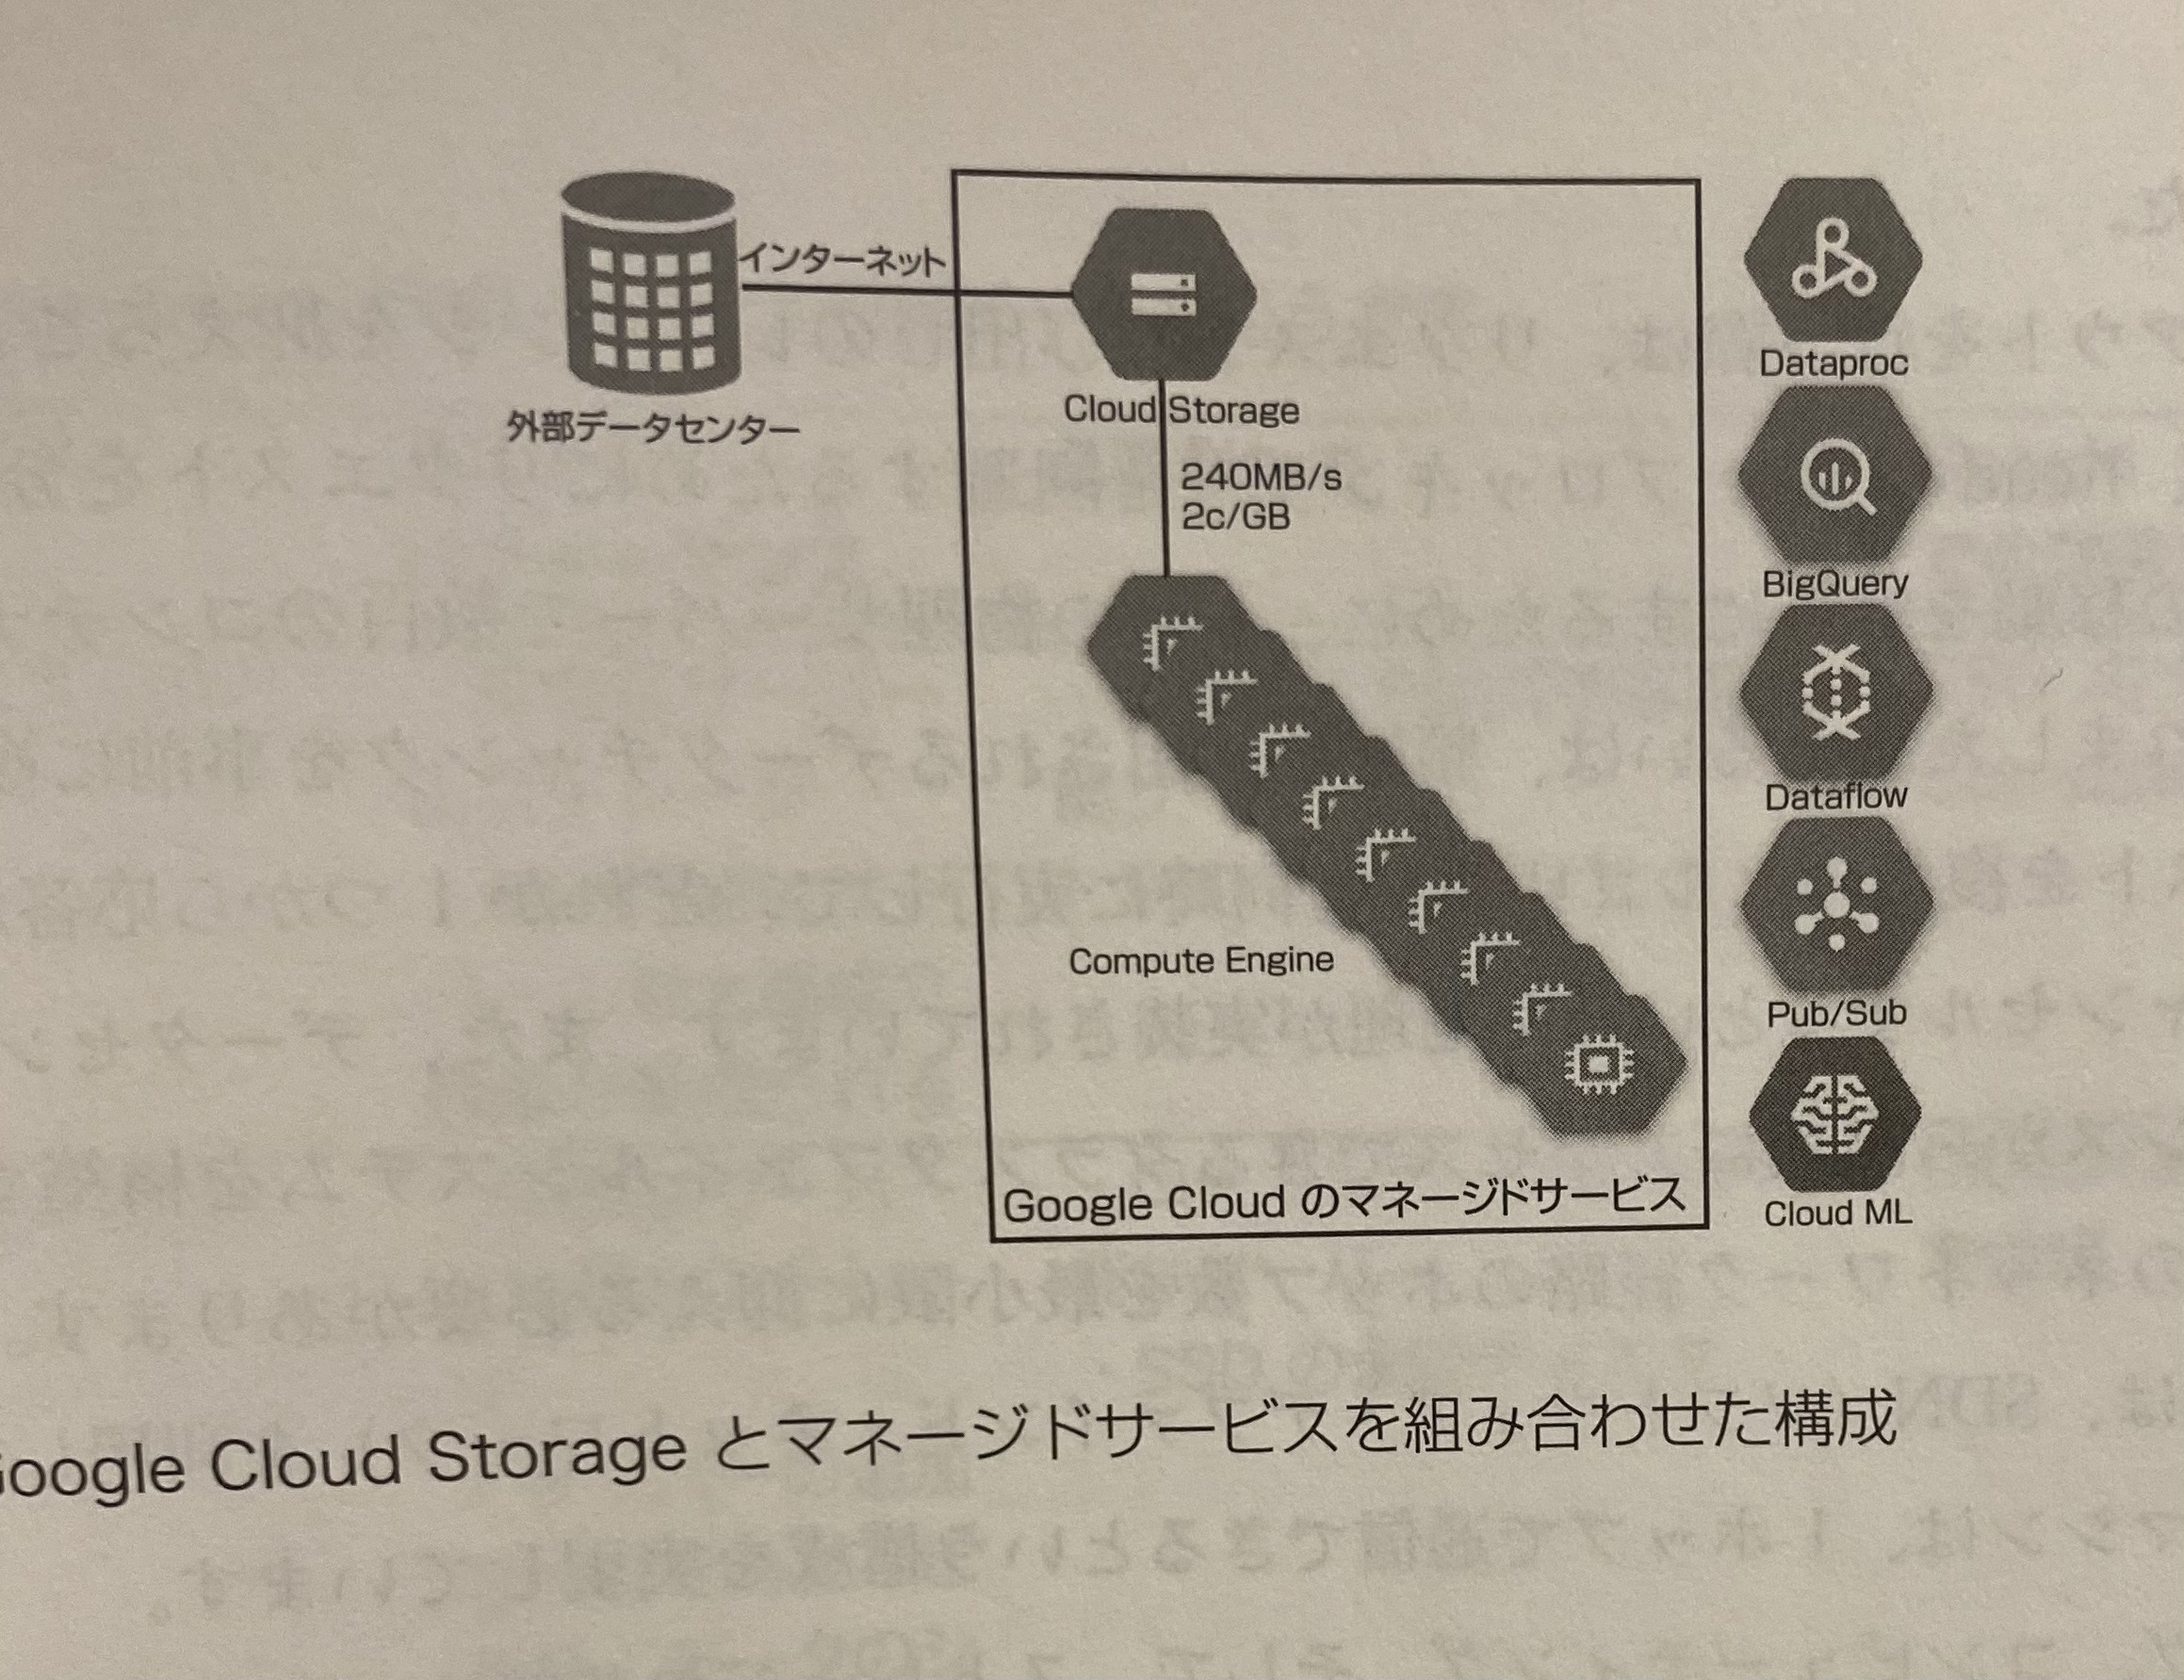 インターネット
外部データセンター
Cloud Storage
240MB/s
2c/GB
Compute Engine
Google Cloud のマネージドサービス
Dataproc
BigQuery
Dataflow
Pub/Sub
Cloud ML
Google Cloud Storage とマネージドサービスを組み合わせた構成